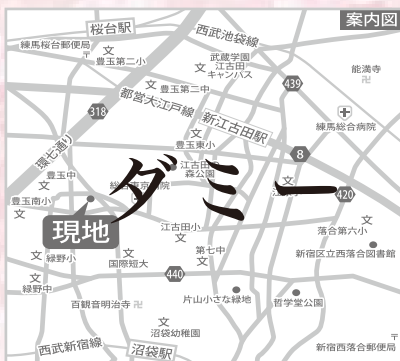 案内図
桜台駅
西武池袋線
練馬桜台郵便局
豊玉第二小
武蔵学園
江古田
キャンパス
能満寺
439
豊玉第二中
都営大江戸線
新江古田駅
318
練馬総合病院
環七通り
豊玉東小
8
江古田の
森公園
豊玉中
ダミー
420
豊玉南小
現地
江古田小
落合第六小
第七中
新宿区立西落合図書館
緑野小
国際短大
440
緑野中
百観音明治寺
片山小さな緑地
哲学堂公園
沼袋幼稚園
西武新宿線
沼袋駅
新宿西落合郵便局